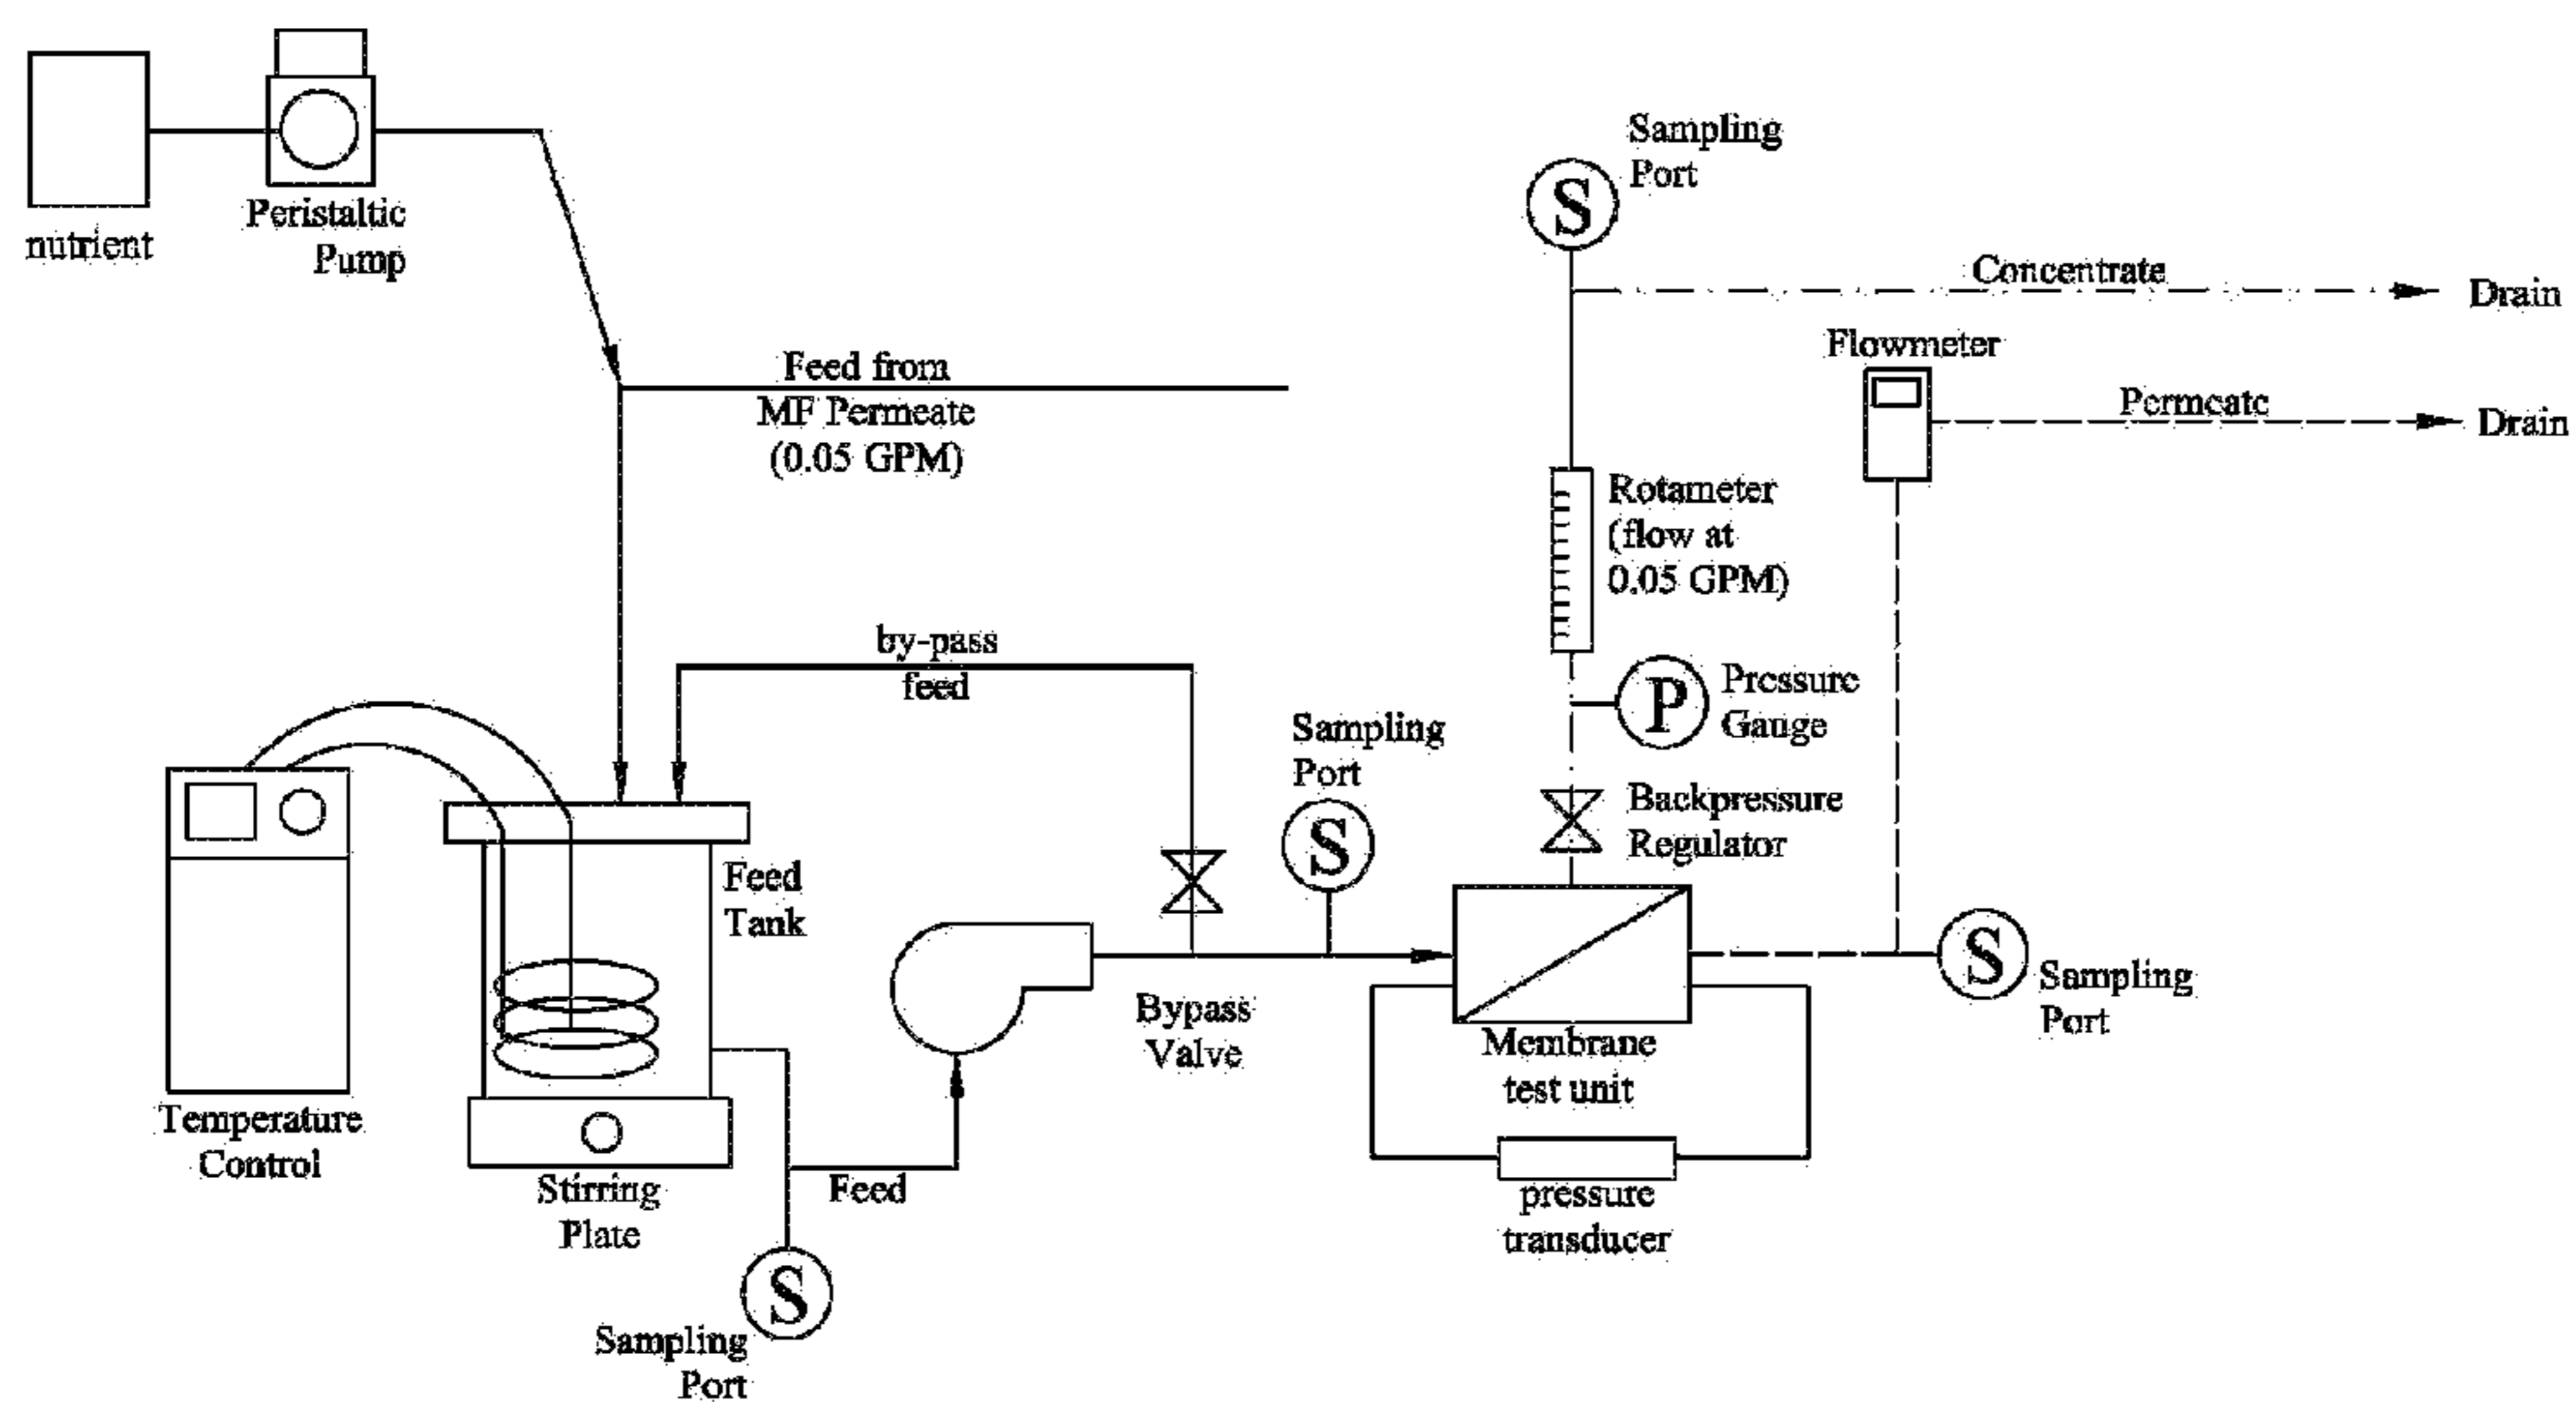 nutrient
Peristaltic
Pump
Feed from
MF Permeate
(0.05 GPM)
by-pass
feed
Temperature
Control
Feed
Tank
Stirring
Plate
Feed
S
Sampling
Port
Bypass
Valve
Sampling
Port
S
Sampling
Port
S
Concentrate
Drain
Flowmeter
Permeate
Drain
Rotameter
(flow at
0.05 GPM)
P
Pressure
Gauge
Backpressure
Regulator
Membrane
test unit
pressure
transducer
S
Sampling
Port